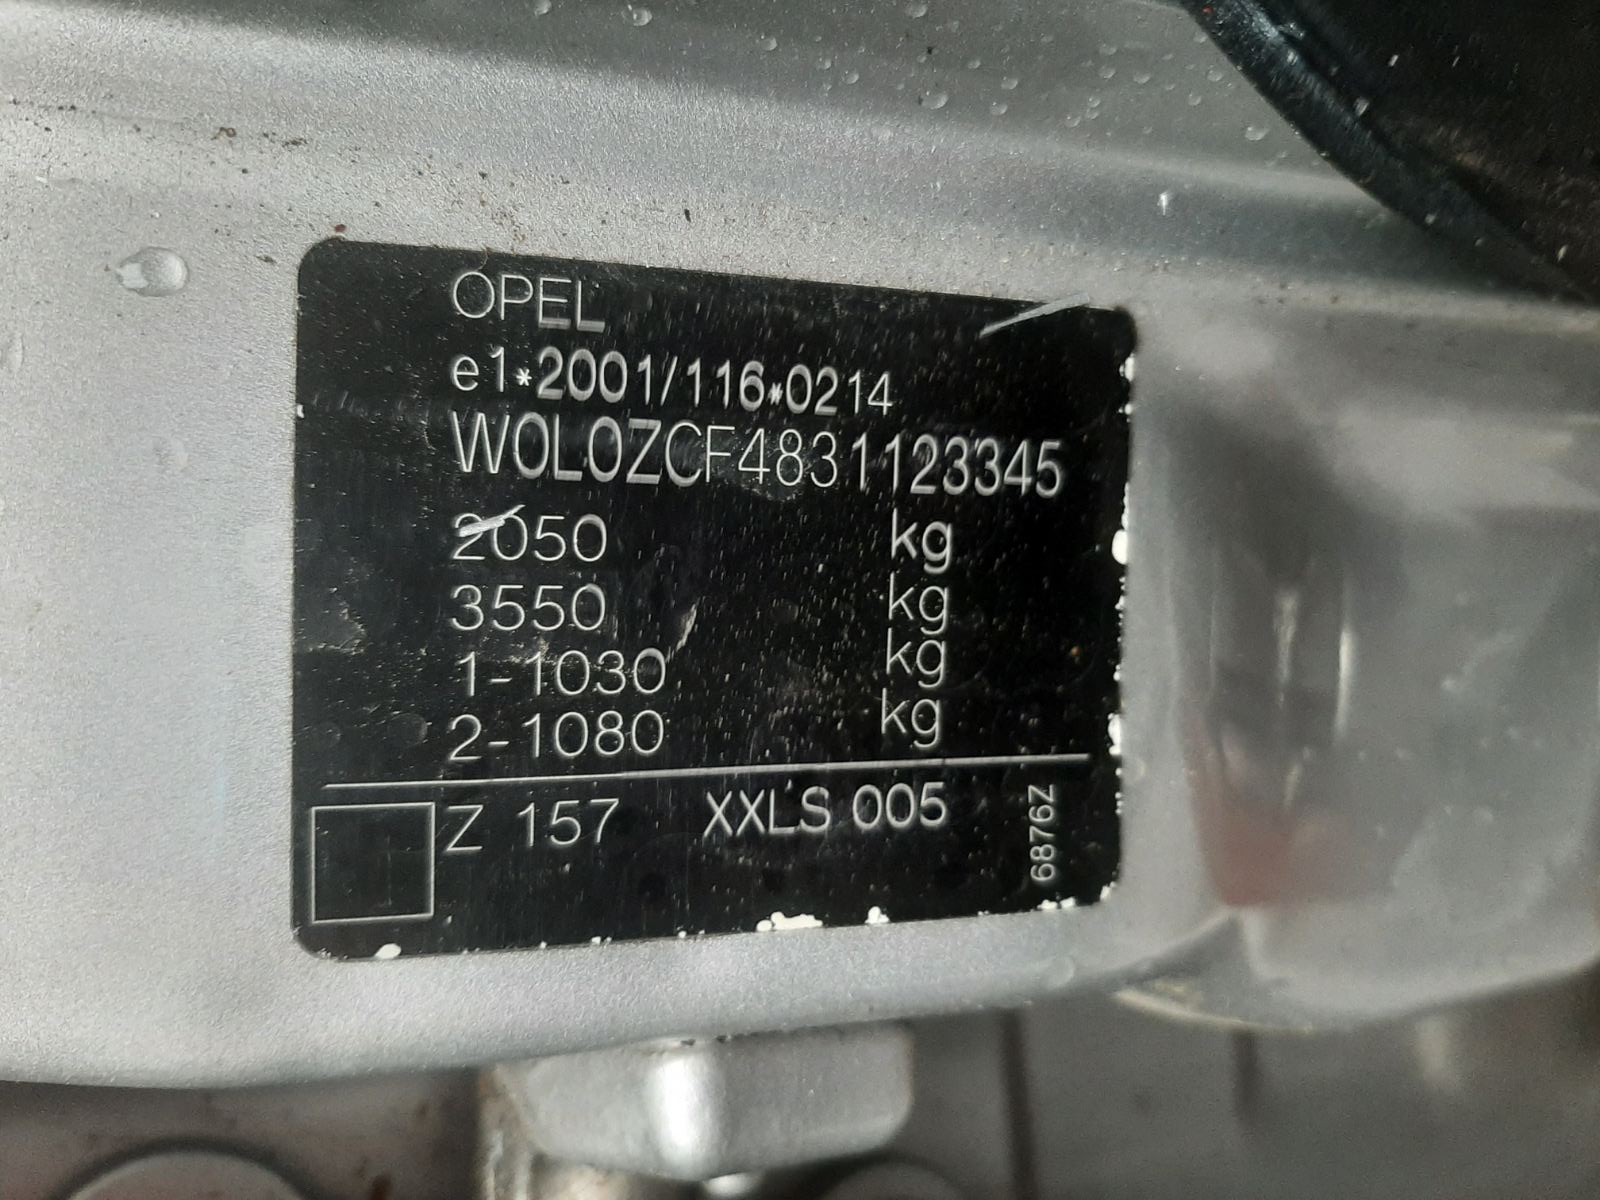 OPEL
e1*2001/116*0214
W0L0ZCF4831123345
2050 kg
3550 kg
1-1030 kg
2-1080 kg
Z 157 XXLS 005
6876Z